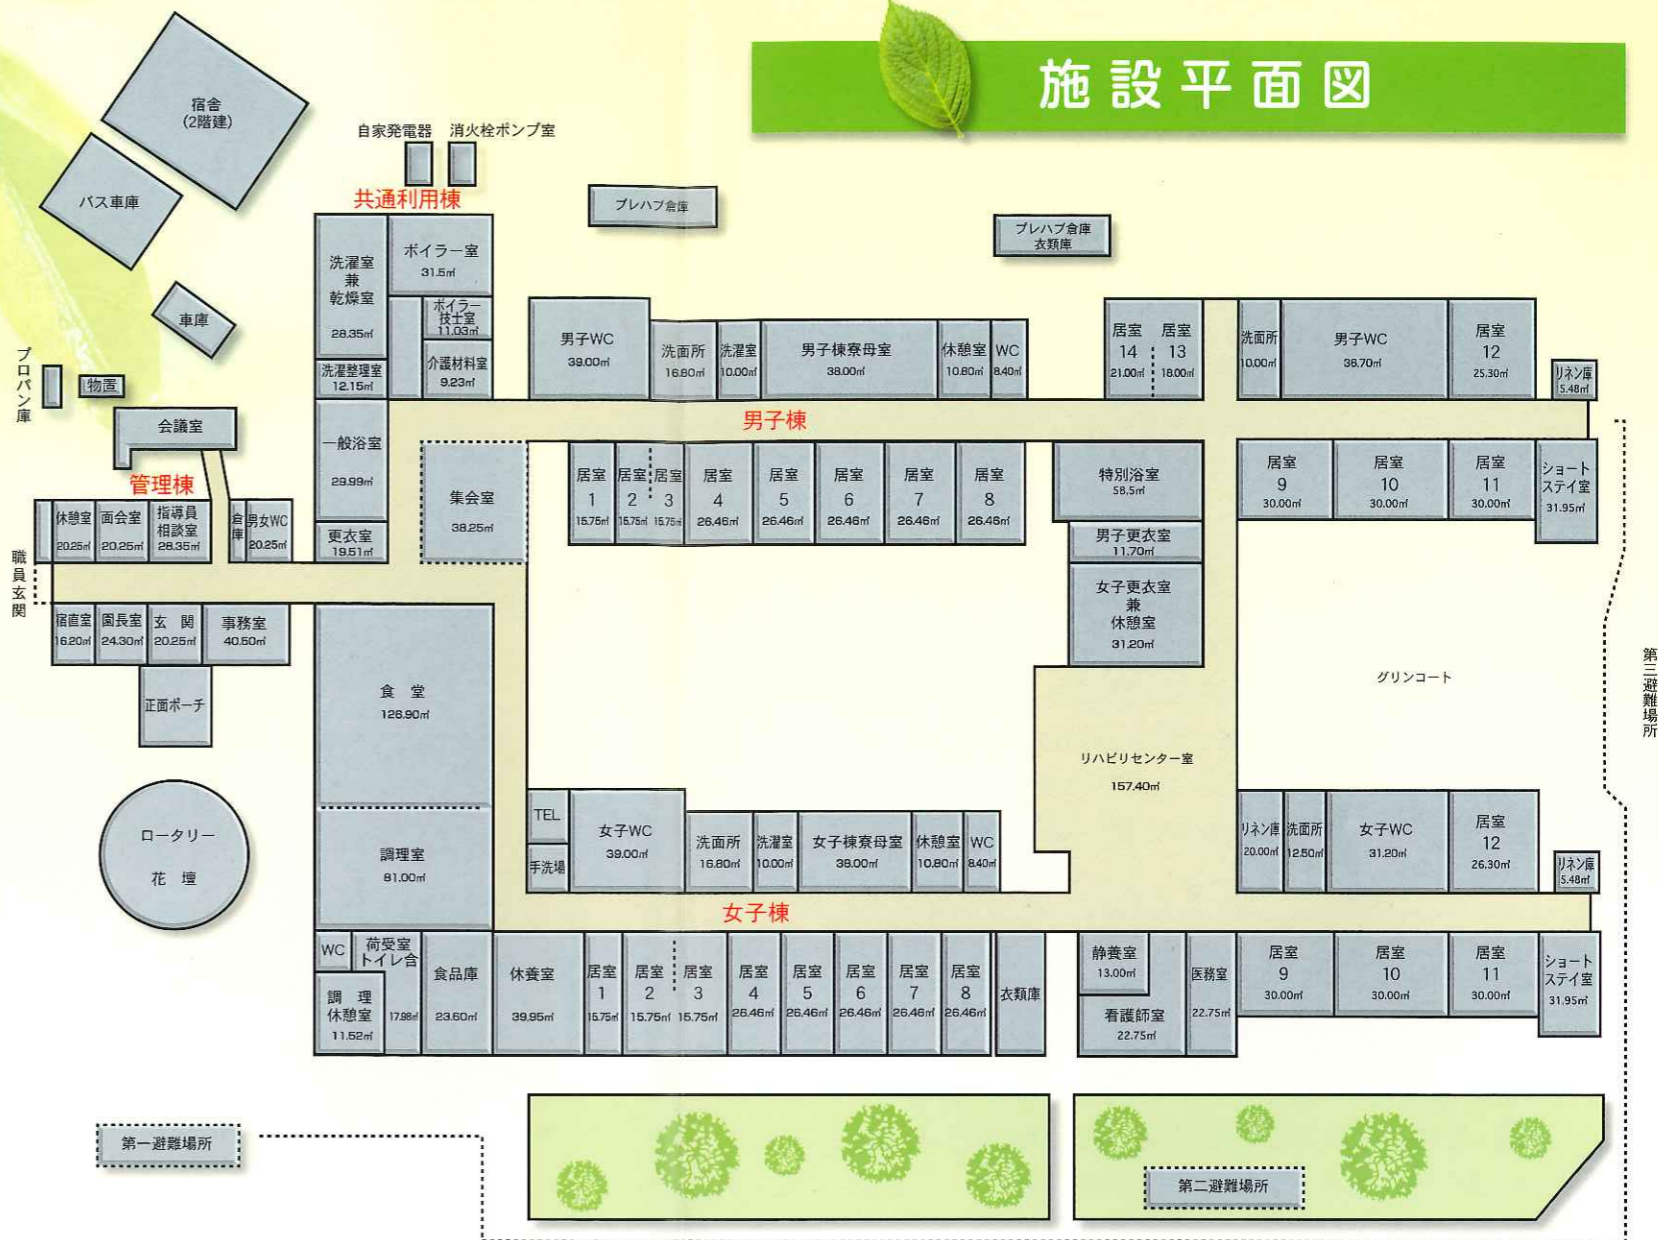 施設平面図
宿舎
(2階建)
バス車庫
車庫
プロパン庫
物置
会議室
自家発電器
消火栓ポンプ室
共通利用棟
プレハブ倉庫
プレハブ倉庫
衣類庫
洗濯室
兼
乾燥室
28.35㎡
ボイラー室
31.5㎡
ボイラー
技士室
11.03㎡
介護材料室
9.23㎡
洗濯整理室
12.15㎡
一般浴室
29.99㎡
更衣室
19.51㎡
集会室
38.25㎡
男子WC
39.00㎡
洗面所
16.80㎡
洗濯室
10.00㎡
男子棟寮母室
38.00㎡
休憩室
10.80㎡
WC
8.40㎡
居室
14
21.00㎡
居室
13
18.00㎡
洗面所
10.00㎡
男子WC
36.70㎡
居室
12
25.30㎡
リネン庫
5.48㎡
男子棟
居室
1
15.75㎡
居室
2
15.75㎡
居室
3
15.75㎡
居室
4
26.46㎡
居室
5
26.46㎡
居室
6
26.46㎡
居室
7
26.46㎡
居室
8
26.46㎡
特別浴室
58.5㎡
男子更衣室
11.70㎡
女子更衣室
兼
休憩室
31.20㎡
居室
9
30.00㎡
居室
10
30.00㎡
居室
11
30.00㎡
ショート
ステイ室
31.95㎡
管理棟
休憩室
20.25㎡
面会室
20.25㎡
指導員
相談室
28.35㎡
倉庫
男女WC
20.25㎡
職員玄関
宿直室
16.20㎡
園長室
24.30㎡
玄関
20.25㎡
事務室
40.50㎡
正面ポーチ
ロータリー
花壇
食堂
126.90㎡
調理室
81.00㎡
グリンコート
リハビリセンター室
157.40㎡
第三避難場所
TEL
手洗場
女子WC
39.00㎡
洗面所
16.80㎡
洗濯室
10.00㎡
女子棟寮母室
38.00㎡
休憩室
10.80㎡
WC
8.40㎡
リネン庫
20.00㎡
洗面所
12.50㎡
女子WC
31.20㎡
居室
12
26.30㎡
リネン庫
5.48㎡
女子棟
WC
荷受室
トイレ含
17.98㎡
調理
休憩室
11.52㎡
食品庫
23.60㎡
休養室
39.95㎡
居室
1
15.75㎡
居室
2
15.75㎡
居室
3
15.75㎡
居室
4
26.46㎡
居室
5
26.46㎡
居室
6
26.46㎡
居室
7
26.46㎡
居室
8
26.46㎡
衣類庫
静養室
13.00㎡
看護師室
22.75㎡
医務室
22.75㎡
居室
9
30.00㎡
居室
10
30.00㎡
居室
11
30.00㎡
ショート
ステイ室
31.95㎡
第一避難場所
第二避難場所